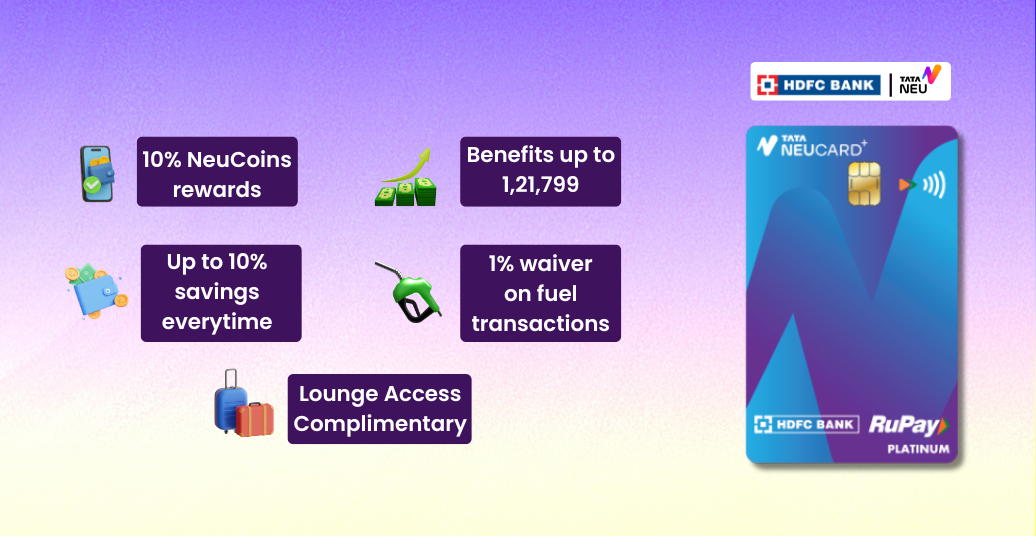 HDFC BANK
TATA
NEU
TATA
NEUCARD+
10% NeuCoins
rewards
Benefits up to
1,21,799
Up to 10%
savings
everytime
1% waiver
on fuel
transactions
Lounge Access
Complimentary
HDFC BANK
RuPay
PLATINUM